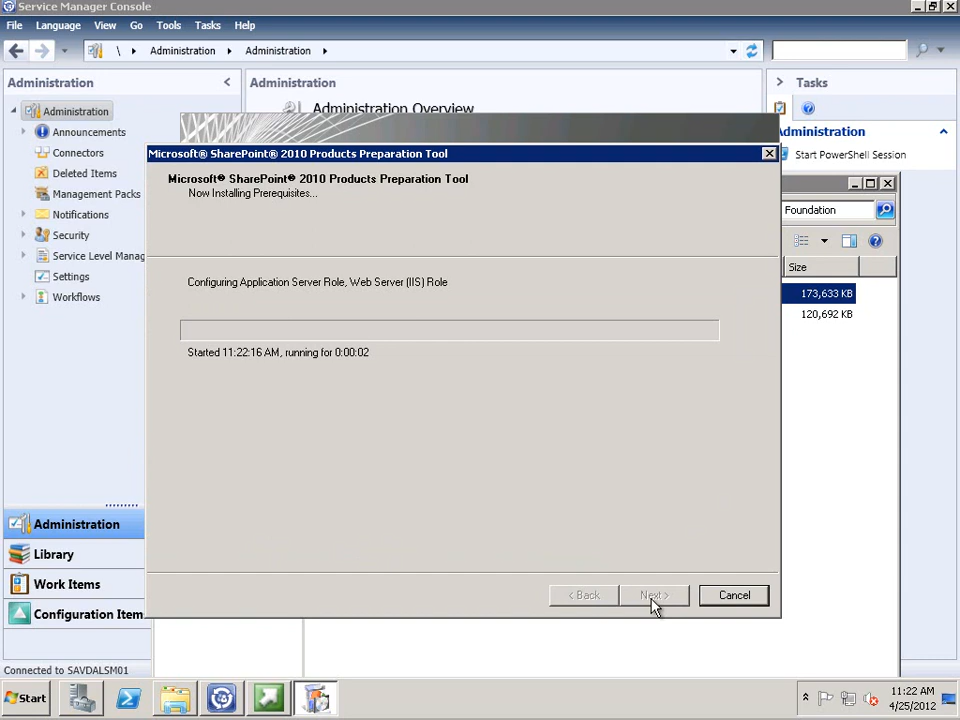 Service Manager Console
File Language View Go Tools Tasks Help
\ Administration Administration
Administration
Administration
Announcements
Connectors
Deleted Items
Management Packs
Notifications
Security
Service Level Manag
Settings
Workflows
Administration
Library
Work Items
Configuration Item
Connected to SAVDALSM01
Administration
Administration Overview
Microsoft® SharePoint® 2010 Products Preparation Tool
Microsoft® SharePoint® 2010 Products Preparation Tool
Now Installing Prerequisites...
Configuring Application Server Role, Web Server (IIS) Role
Started 11:22:16 AM, running for 0:00:02
< Back Next > Cancel
Tasks
Administration
Start PowerShell Session
Foundation
Size
173,633 KB
120,692 KB
Start
11:22 AM
4/25/2012